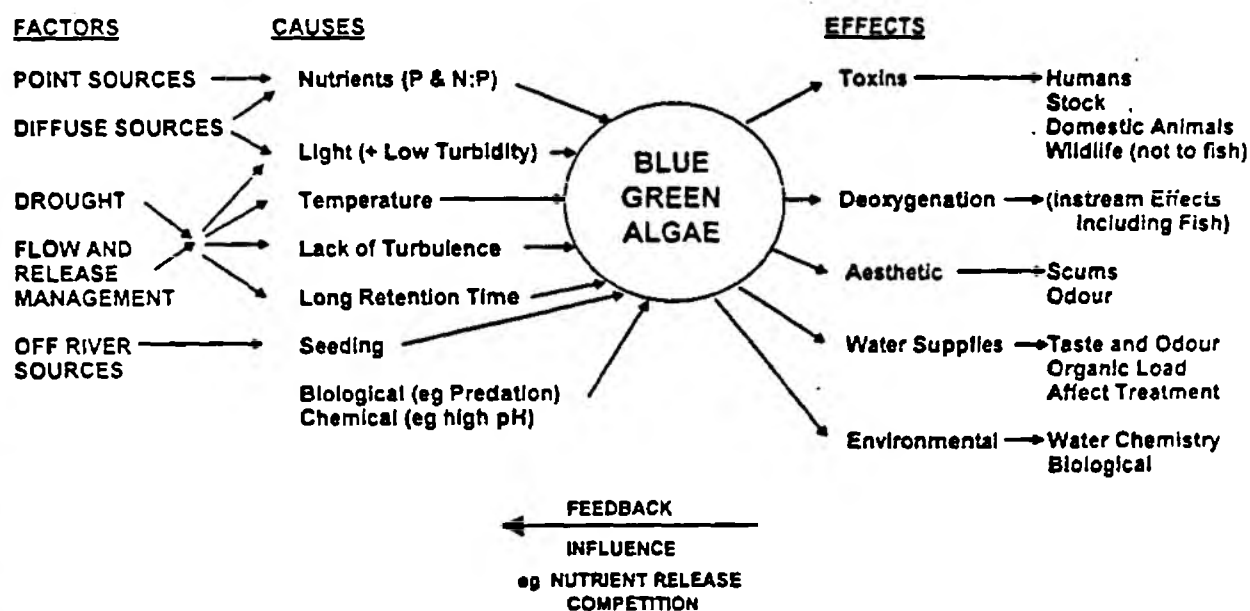 FACTORS
CAUSES
EFFECTS
POINT SOURCES
DIFFUSE SOURCES
DROUGHT
FLOW AND
RELEASE
MANAGEMENT
OFF RIVER
SOURCES
Nutrients (P & N:P)
Light (+ Low Turbidity)
Temperature
Lack of Turbulence
Long Retention Time
Seeding
Biological (eg Predation)
Chemical (eg high pH)
BLUE
GREEN
ALGAE
Toxins
Humans
Stock
Domestic Animals
Wildlife (not to fish)
Deoxygenation
(Instream Effects
Including Fish)
Aesthetic
Scums
Odour
Water Supplies
Taste and Odour
Organic Load
Affect Treatment
Environmental
Water Chemistry
Biological
FEEDBACK
INFLUENCE
eg NUTRIENT RELEASE
COMPETITION